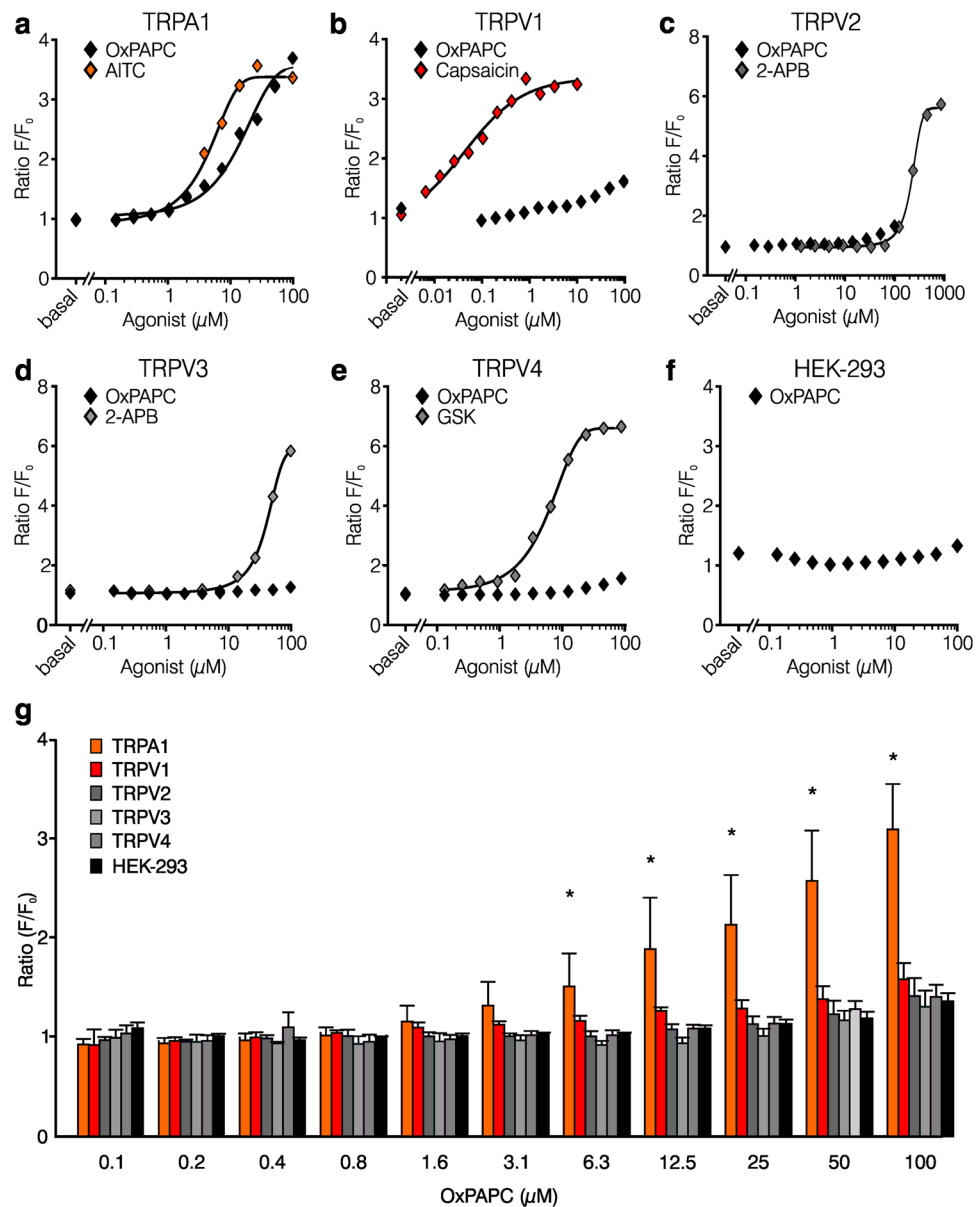 a
TRPA1
OxPAPC
AITC
4
3
2
1
0
Ratio F/F0
basal
0.1
1
10
100
Agonist (µM)
b
TRPV1
OxPAPC
Capsaicin
4
3
2
1
0
Ratio F/F0
basal
0.01
0.1
1
10
100
Agonist (µM)
c
TRPV2
OxPAPC
2-APB
8
6
4
2
0
Ratio F/F0
basal
0.1
1
10
100
1000
Agonist (µM)
d
TRPV3
OxPAPC
2-APB
8
6
4
2
0
Ratio F/F0
basal
0.1
1
10
100
Agonist (µM)
e
TRPV4
OxPAPC
GSK
8
6
4
2
0
Ratio F/F0
basal
0.1
1
10
100
Agonist (µM)
f
HEK-293
OxPAPC
4
3
2
1
0
Ratio F/F0
basal
0.1
1
10
100
Agonist (µM)
g
TRPA1
TRPV1
TRPV2
TRPV3
TRPV4
HEK-293
4
3
2
1
0
Ratio (F/F0)
* * * * *
0.1 0.2 0.4 0.8 1.6 3.1 6.3 12.5 25 50 100
OxPAPC (µM)